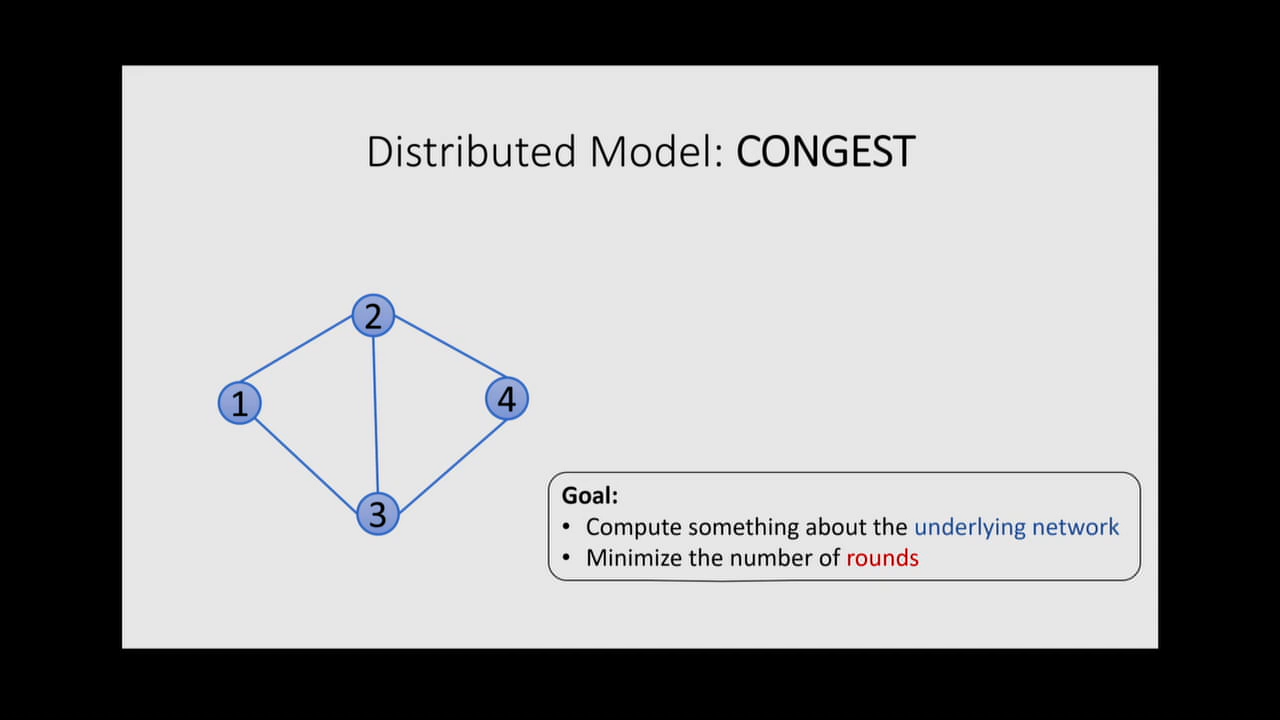 Distributed Model: CONGEST
2
1
4
3
Goal:
• Compute something about the underlying network
• Minimize the number of rounds